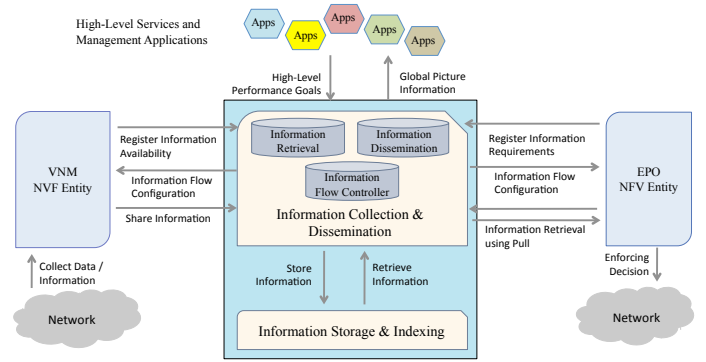 High-Level Services and
Management Applications
Apps
Apps
Apps
Apps
Apps
High-Level
Performance Goals
Global Picture
Information
VNM
NVF Entity
Register Information
Availability
Information Flow
Configuration
Share Information
Collect Data /
Information
Network
Information
Retrieval
Information
Dissemination
Information
Flow Controller
Information Collection &
Dissemination
Store
Information
Retrieve
Information
Information Storage & Indexing
Register Information
Requirements
Information Flow
Configuration
Information Retrieval
using Pull
EPO
NFV Entity
Enforcing
Decision
Network